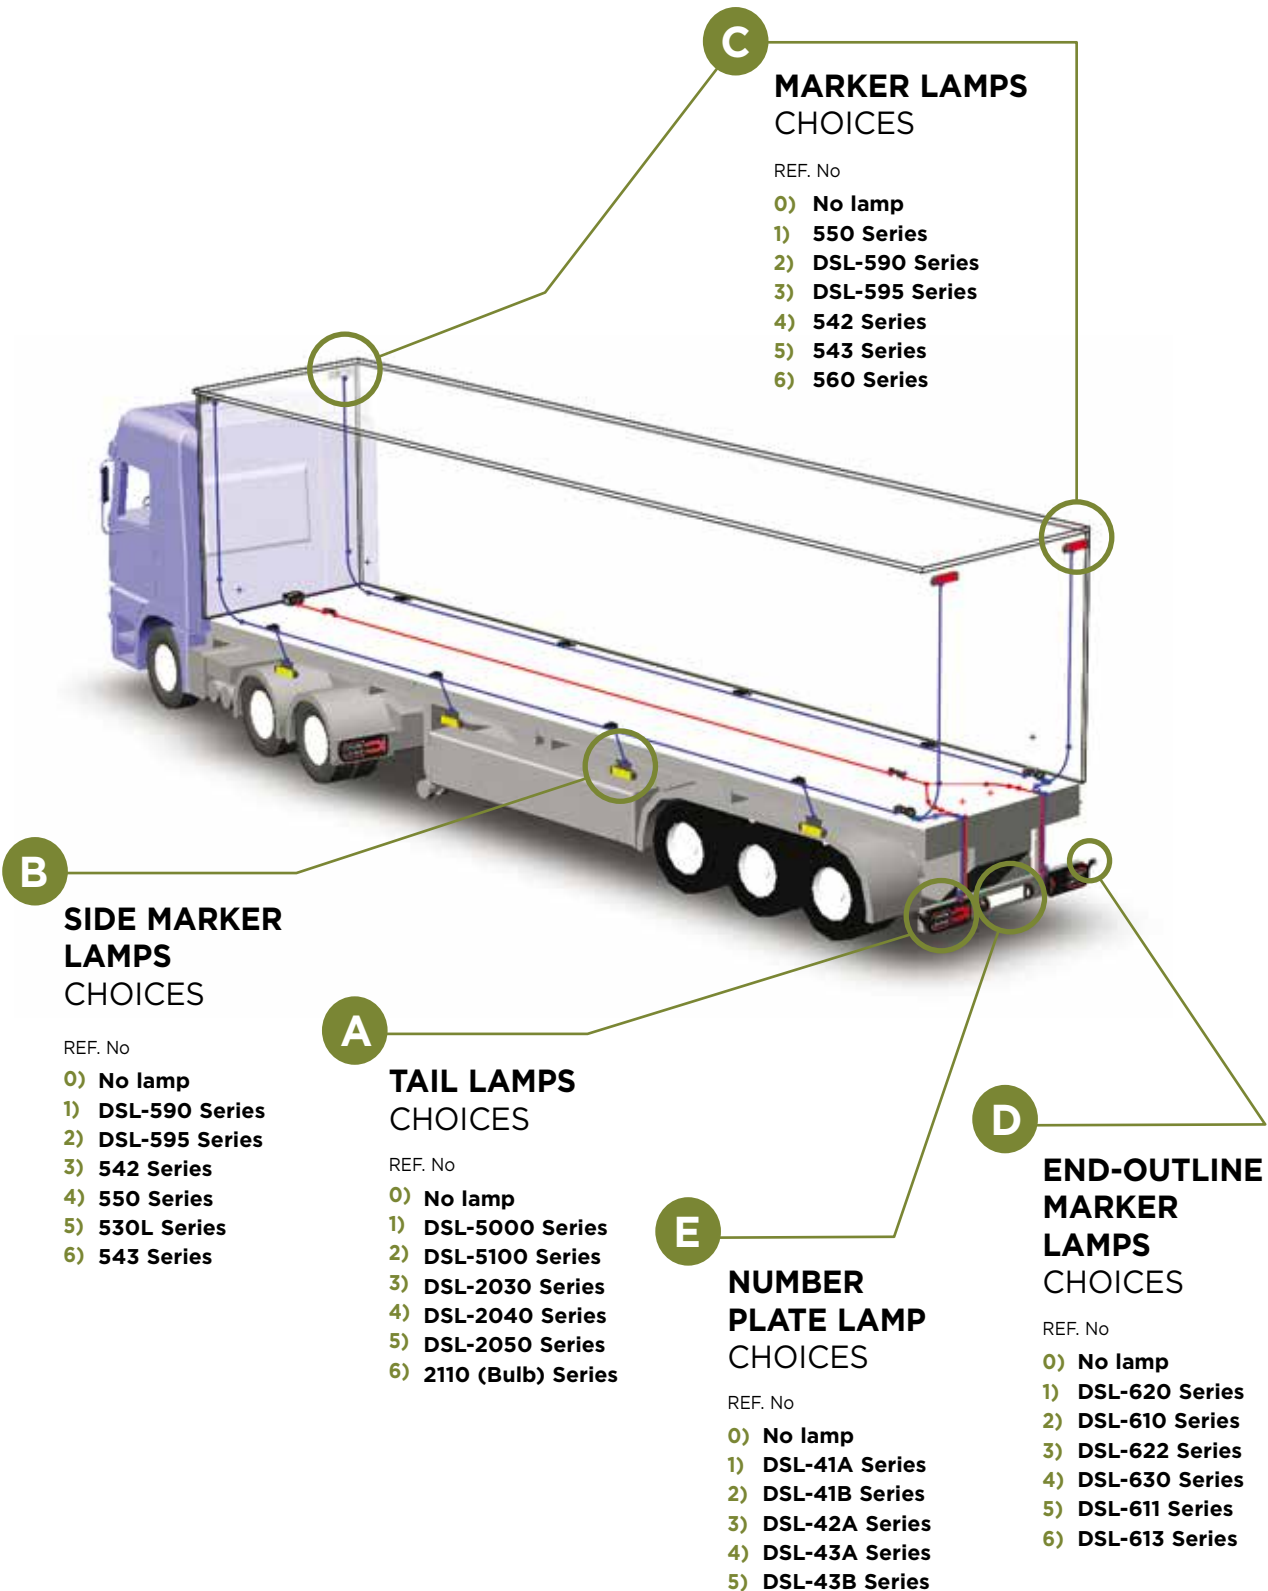 C
MARKER LAMPS
CHOICES
REF. No
0) No lamp
1) 550 Series
2) DSL-590 Series
3) DSL-595 Series
4) 542 Series
5) 543 Series
6) 560 Series
B
SIDE MARKER
LAMPS
CHOICES
REF. No
0) No lamp
1) DSL-590 Series
2) DSL-595 Series
3) 542 Series
4) 550 Series
5) 530L Series
6) 543 Series
A
TAIL LAMPS
CHOICES
REF. No
0) No lamp
1) DSL-5000 Series
2) DSL-5100 Series
3) DSL-2030 Series
4) DSL-2040 Series
5) DSL-2050 Series
6) 2110 (Bulb) Series
E
NUMBER
PLATE LAMP
CHOICES
REF. No
0) No lamp
1) DSL-41A Series
2) DSL-41B Series
3) DSL-42A Series
4) DSL-43A Series
5) DSL-43B Series
D
END-OUTLINE
MARKER
LAMPS
CHOICES
REF. No
0) No lamp
1) DSL-620 Series
2) DSL-610 Series
3) DSL-622 Series
4) DSL-630 Series
5) DSL-611 Series
6) DSL-613 Series